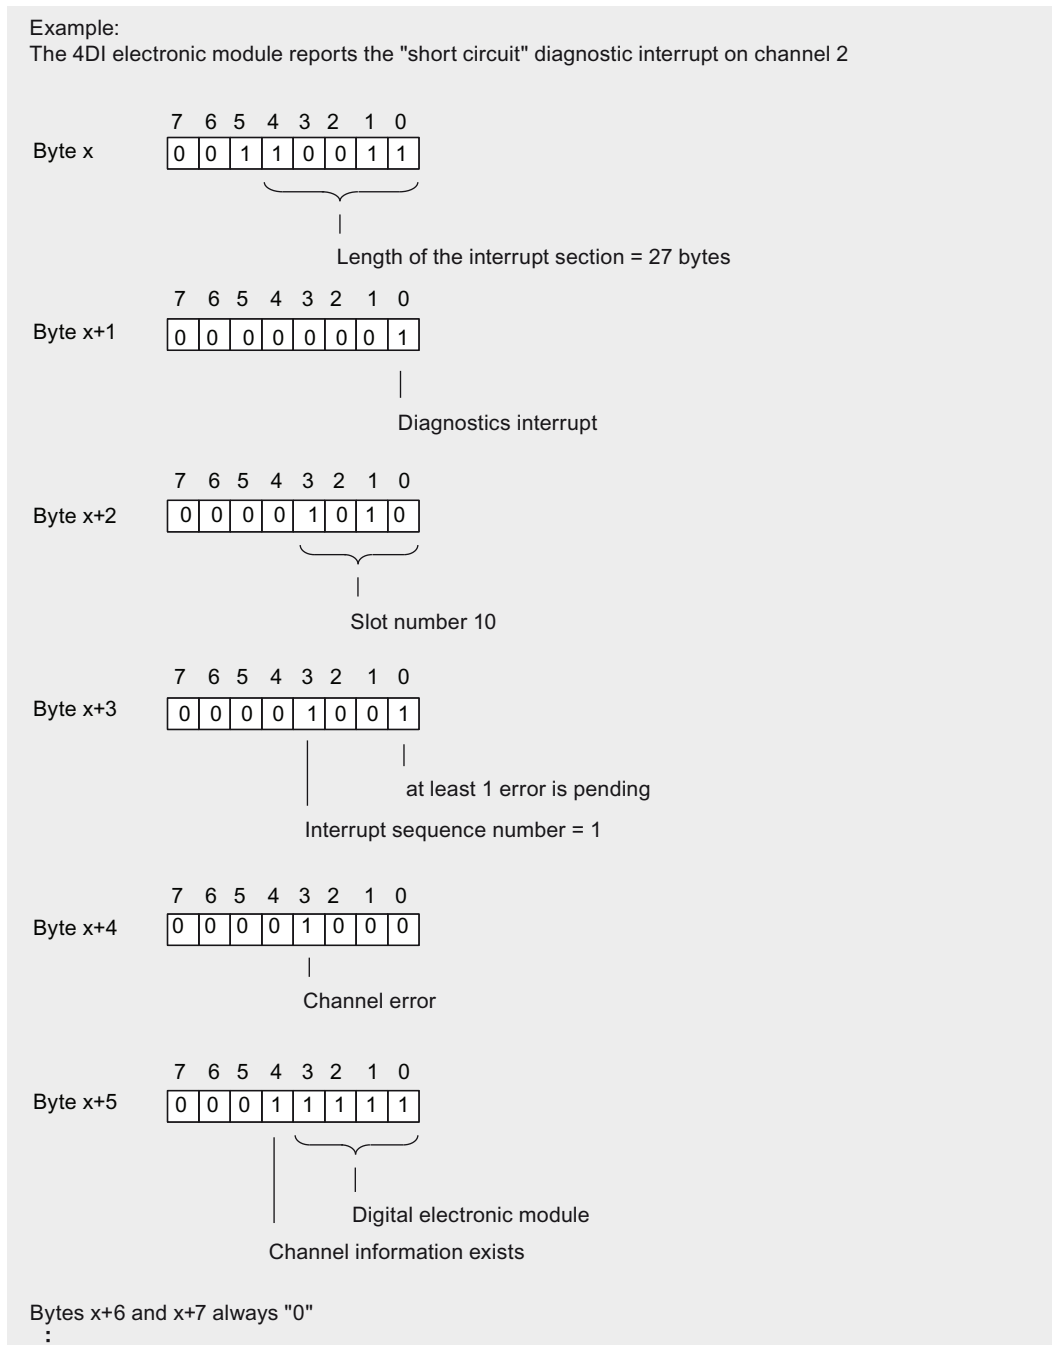 Example:
The 4DI electronic module reports the "short circuit" diagnostic interrupt on channel 2
7 6 5 4 3 2 1 0
Byte x 0 0 1 1 0 0 1 1
Length of the interrupt section = 27 bytes
7 6 5 4 3 2 1 0
Byte x+1 0 0 0 0 0 0 0 1
Diagnostics interrupt
7 6 5 4 3 2 1 0
Byte x+2 0 0 0 0 1 0 1 0
Slot number 10
7 6 5 4 3 2 1 0
Byte x+3 0 0 0 0 1 0 0 1
at least 1 error is pending
Interrupt sequence number = 1
7 6 5 4 3 2 1 0
Byte x+4 0 0 0 0 1 0 0 0
Channel error
7 6 5 4 3 2 1 0
Byte x+5 0 0 0 1 1 1 1 1
Digital electronic module
Channel information exists
Bytes x+6 and x+7 always "0"
: